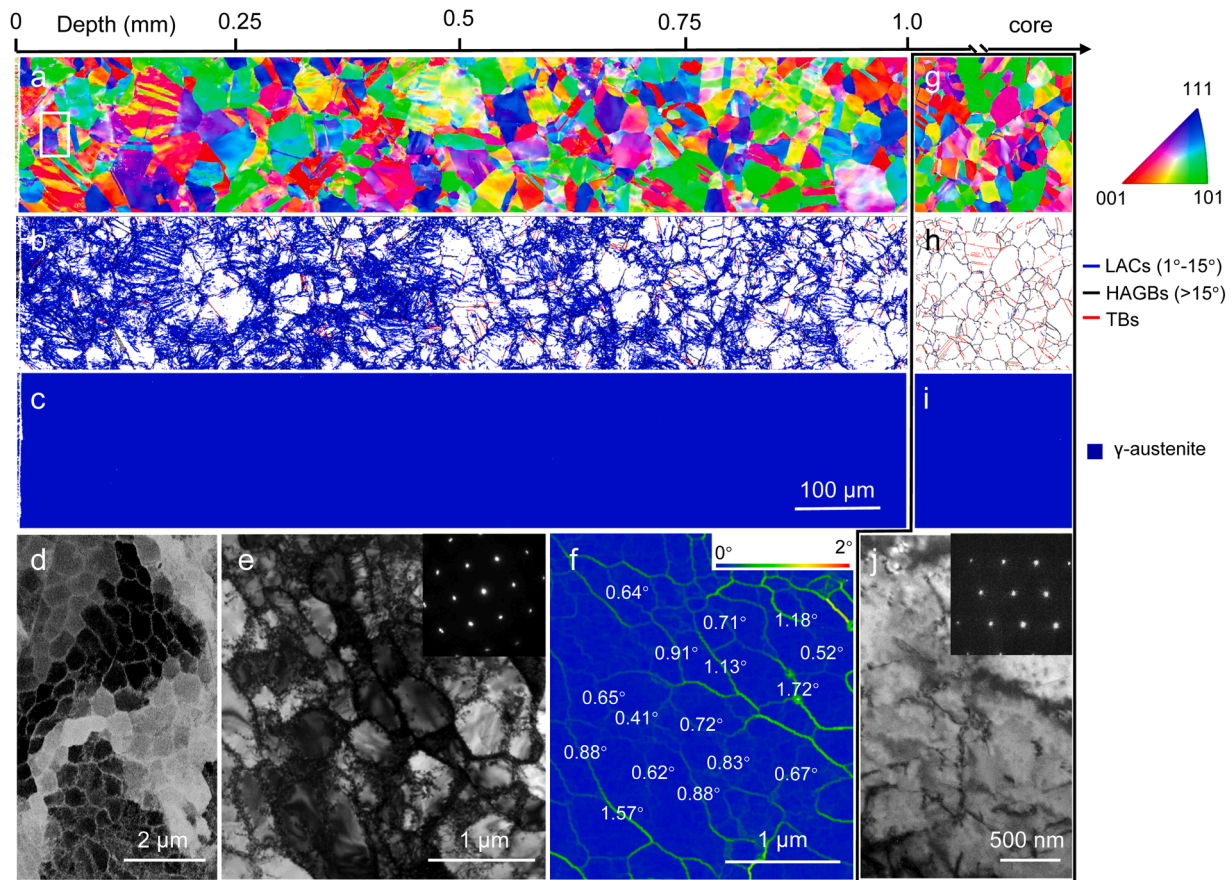 0 Depth (mm) 0.25 0.5 0.75 1.0 core
a
g
111
001 101
b
h
LACs (1°-15°)
HAGBs (>15°)
TBs
c
i
γ-austenite
100 μm
d
e
f
0° 2°
j
0.64°
0.71° 1.18°
0.91° 1.13° 0.52°
1.72°
0.65°
0.41° 0.72°
0.88°
0.62° 0.83° 0.67°
0.88°
1.57°
2 μm
1 μm
1 μm
500 nm